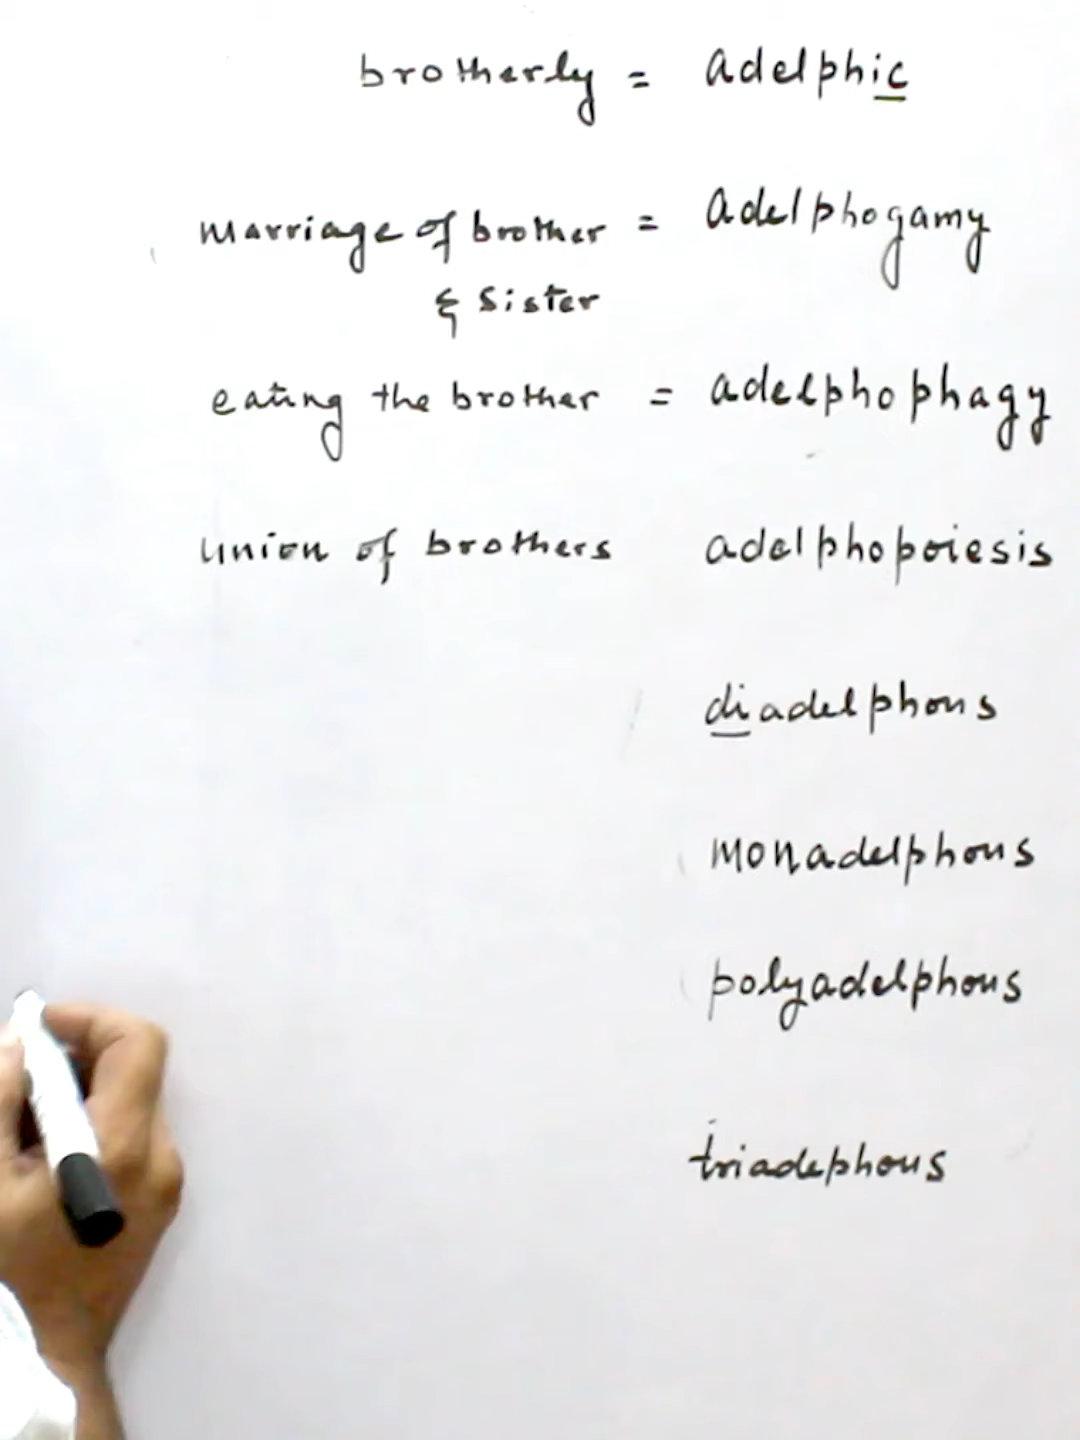 brotherly = adelphic
marriage of brother = adelphogamy
& sister
eating the brother = adelphophagy
union of brothers adelphopoiesis
diadelphous
monadelphous
polyadelphous
triadephous